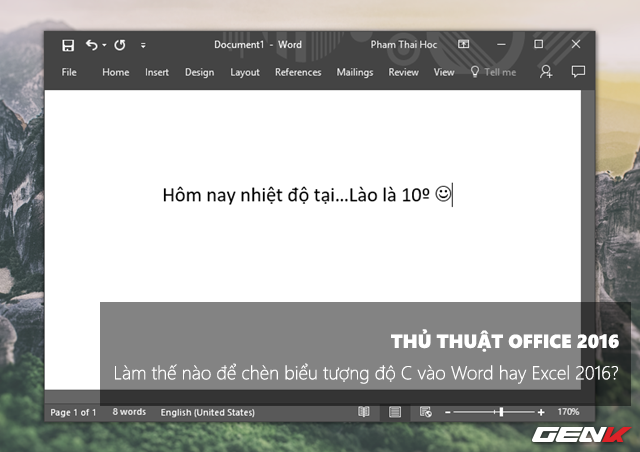 Document1 - Word
Pham Thai Hoc
File Home Insert Design Layout References Mailings Review View Tell me
Hôm nay nhiệt độ tại...Lào là 10º ☺
THỦ THUẬT OFFICE 2016
Làm thế nào để chèn biểu tượng độ C vào Word hay Excel 2016?
Page 1 of 1 8 words English (United States) 170%
GENK